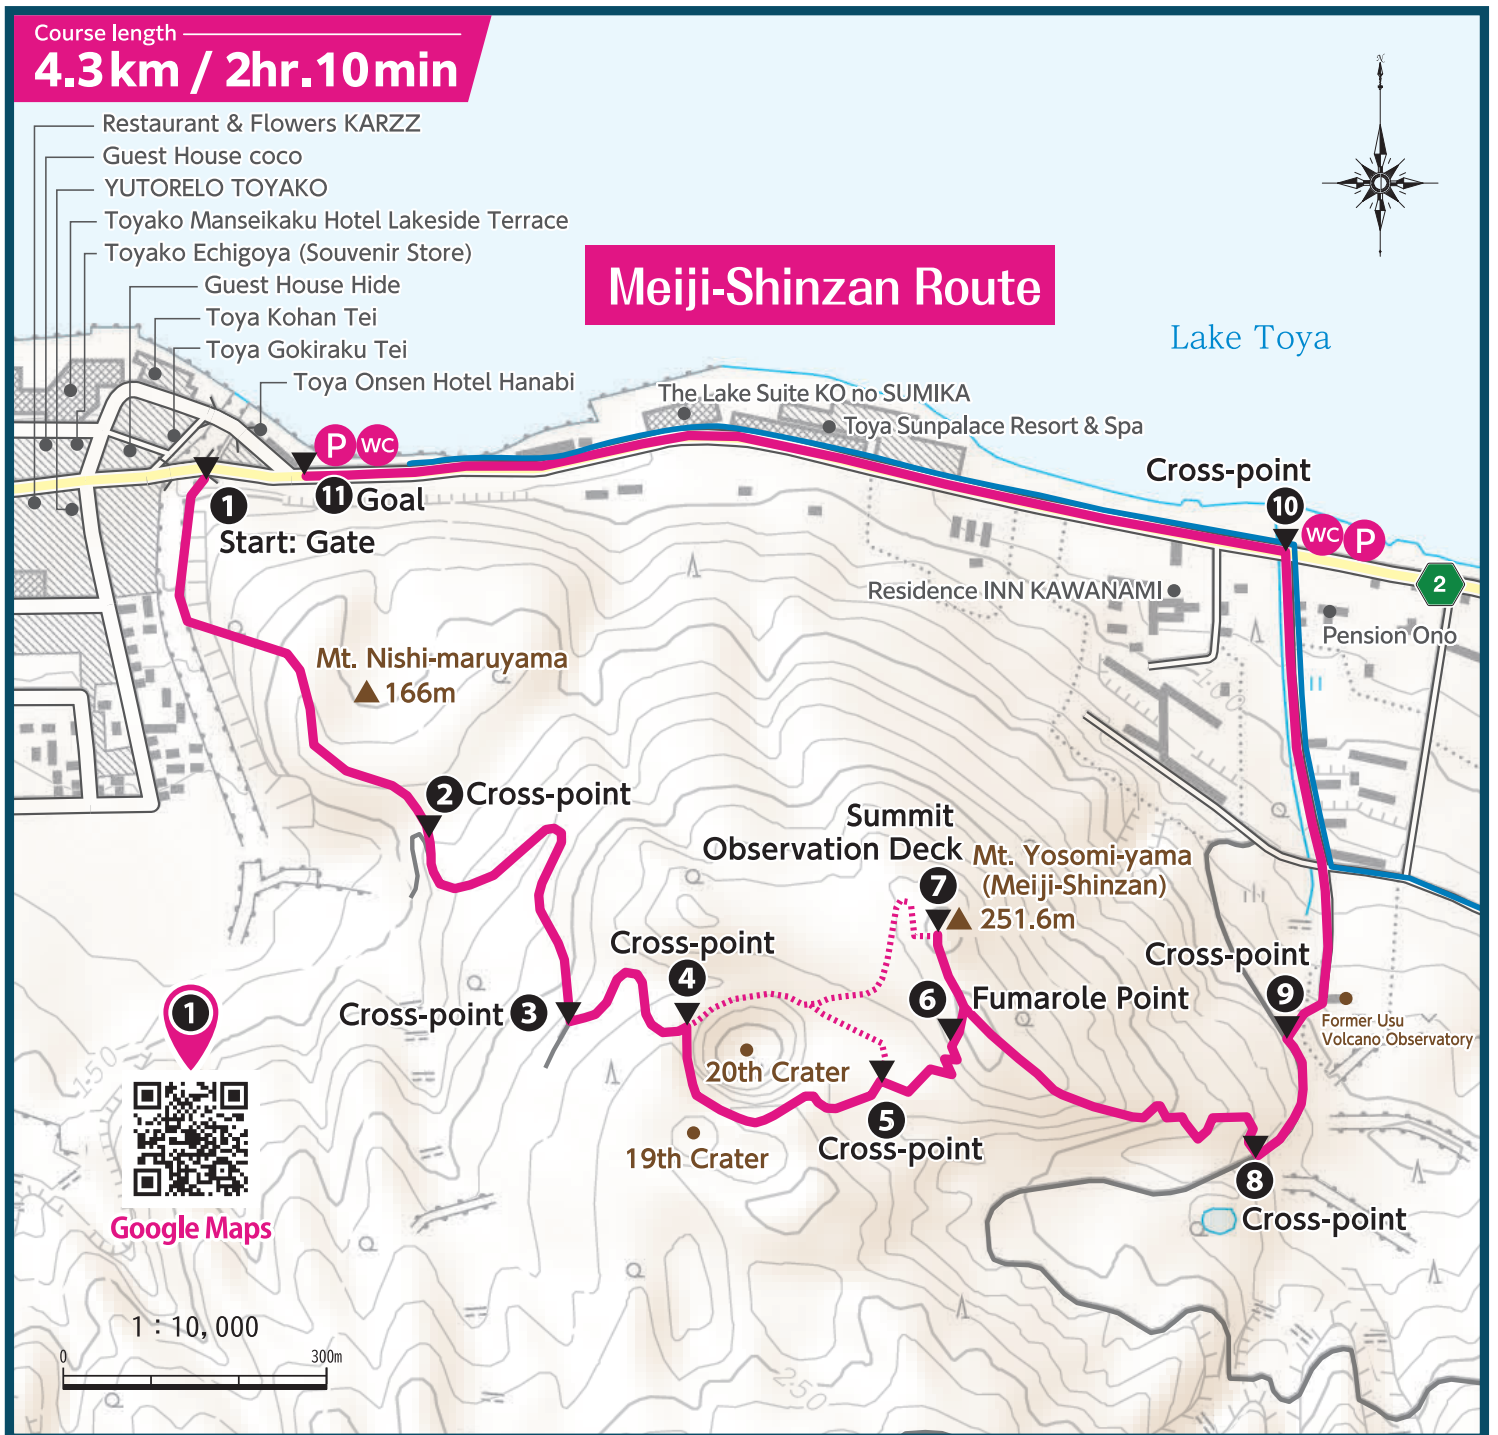 Course length
4.3km / 2hr.10min
N
Restaurant & Flowers KARZZ
Guest House coco
YUTORELO TOYAKO
Toyako Manseikaku Hotel Lakeside Terrace
Toyako Echigoya (Souvenir Store)
Guest House Hide
Toya Kohan Tei
Toya Gokiraku Tei
Toya Onsen Hotel Hanabi
Meiji-Shinzan Route
Lake Toya
The Lake Suite KO no SUMIKA
Toya Sunpalace Resort & Spa
P WC
11 Goal
1
Start: Gate
Cross-point
10
WC P
2
Residence INN KAWANAMI
Pension Ono
Mt. Nishi-maruyama
166m
100
2 Cross-point
Summit
Observation Deck
7
Mt. Yosomi-yama
(Meiji-Shinzan)
251.6m
Cross-point
4
Cross-point
9
Cross-point 3
6 Fumarole Point
Former Usu
Volcano Observatory
20th Crater
5
Cross-point
19th Crater
8
Cross-point
1
150
Google Maps
1 : 10,000
0 300m
250